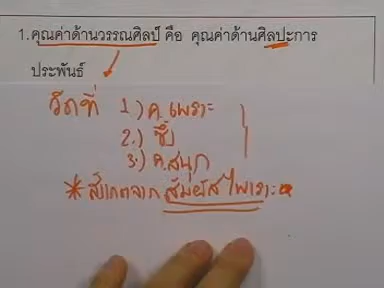 1.คุณค่าด้านวรรณศิลป์ คือ คุณค่าด้านศิลปะการ
ประพันธ์
วัดที่ 1.) ค.เพราะ
2.) ซึ้ง
3.) ค.สนุก
* สังเกตจาก สัมผัส ไพเราะ